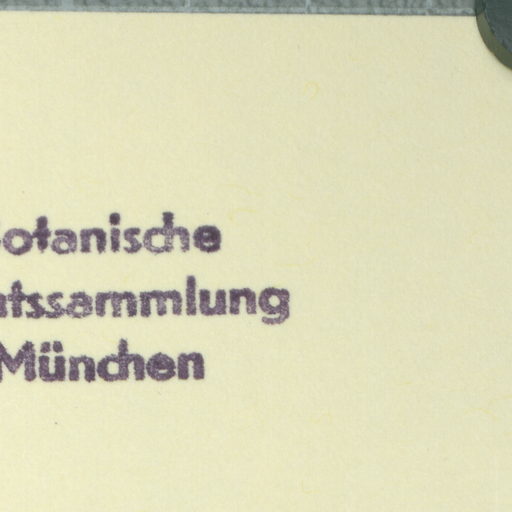 otanische
atssammlung
München